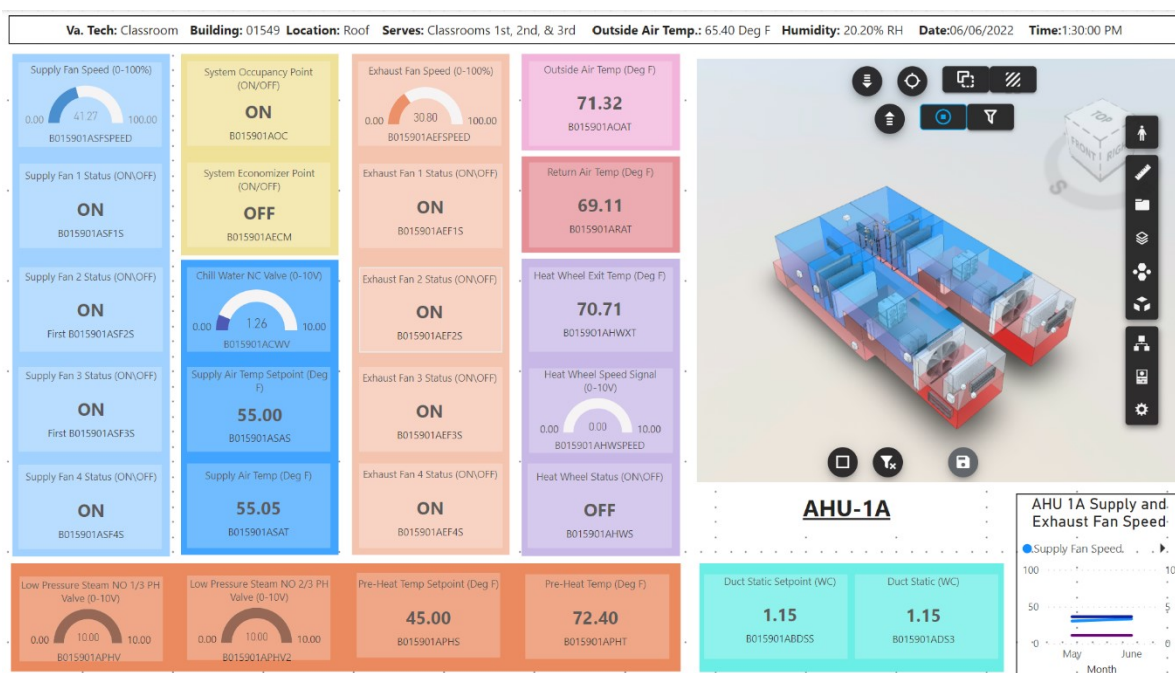 Va. Tech: Classroom Building: 01549 Location: Roof Serves: Classrooms 1st, 2nd, & 3rd Outside Air Temp.: 65.40 Deg F Humidity: 20.20% RH Date:06/06/2022 Time:1:30:00 PM
Supply Fan Speed (0-100%)
0.00 41.27 100.00
B015901ASFSPEED
Supply Fan 1 Status (ON\OFF)
ON
B015901ASF1S
Supply Fan 2 Status (ON\OFF)
ON
First B015901ASF2S
Supply Fan 3 Status (ON\OFF)
ON
First B015901ASF3S
Supply Fan 4 Status (ON\OFF)
ON
B015901ASF4S
System Occupancy Point
(ON/OFF)
ON
B015901AOC
System Economizer Point
(ON/OFF)
OFF
B015901AECM
Chill Water NC Valve (0-10V)
0.00 1.26 10.00
B015901ACWV
Supply Air Temp Setpoint (Deg
F)
55.00
B015901ASAS
Supply Air Temp (Deg F)
55.05
B015901ASAT
Exhaust Fan Speed (0-100%)
0.00 30.80 100.00
B015901AEFSPEED
Exhaust Fan 1 Status (ON\OFF)
ON
B015901AEF1S
Exhaust Fan 2 Status (ON\OFF)
ON
B015901AEF2S
Exhaust Fan 3 Status (ON\OFF)
ON
B015901AEF3S
Exhaust Fan 4 Status (ON\OFF)
ON
B015901AEF4S
Outside Air Temp (Deg F)
71.32
B015901AOAT
Return Air Temp (Deg F)
69.11
B015901ARAT
Heat Wheel Exit Temp (Deg F)
70.71
B015901AHWXT
Heat Wheel Speed Signal
(0-10V)
0.00 0.00 10.00
B015901AHWSPEED
Heat Wheel Status (ON\OFF)
OFF
B015901AHWS
TOP
FRONT
RIGHT
S
Low Pressure Steam NO 1/3 PH
Valve (0-10V)
0.00 10.00 10.00
B015901APHV
Low Pressure Steam NO 2/3 PH
Valve (0-10V)
0.00 10.00 10.00
B015901APHV2
Pre-Heat Temp Setpoint (Deg F)
45.00
B015901APHS
Pre-Heat Temp (Deg F)
72.40
B015901APHT
AHU-1A
Duct Static Setpoint (WC)
1.15
B015901ABDSS
Duct Static (WC)
1.15
B015901ADS3
AHU 1A Supply and
Exhaust Fan Speed
Supply Fan Speed.
100
50
0
May June
Month